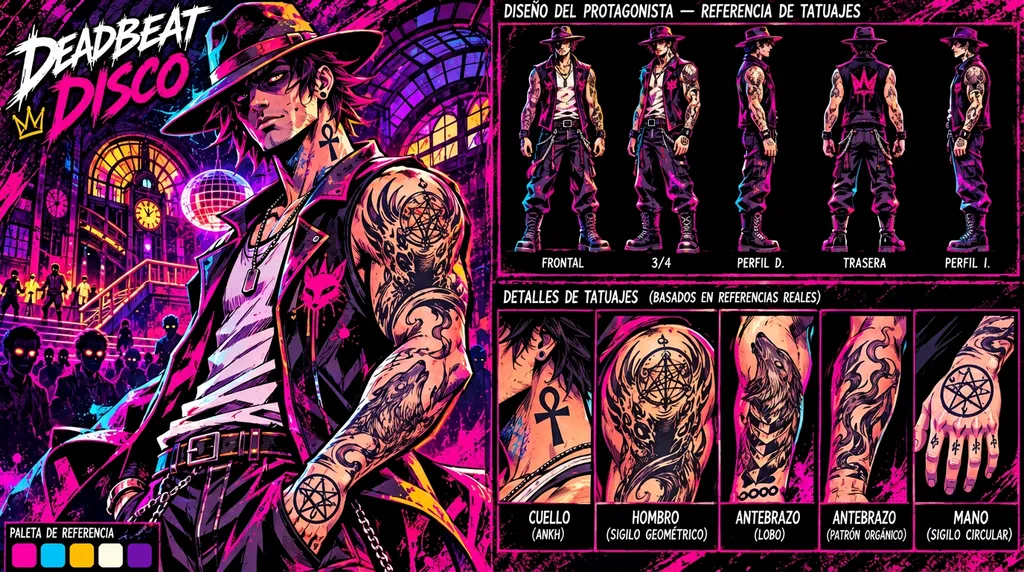 DEADBEAT
DISCO
PALETA DE REFERENCIA
DISEÑO DEL PROTAGONISTA — REFERENCIA DE TATUAJES
FRONTAL
3/4
PERFIL D.
TRASERA
PERFIL I.
DETALLES DE TATUAJES (BASADOS EN REFERENCIAS REALES)
CUELLO
(ANKH)
HOMBRO
(SIGILO GEOMÉTRICO)
ANTEBRAZO
(LOBO)
ANTEBRAZO
(PATRÓN ORGÁNICO)
MANO
(SIGILO CIRCULAR)